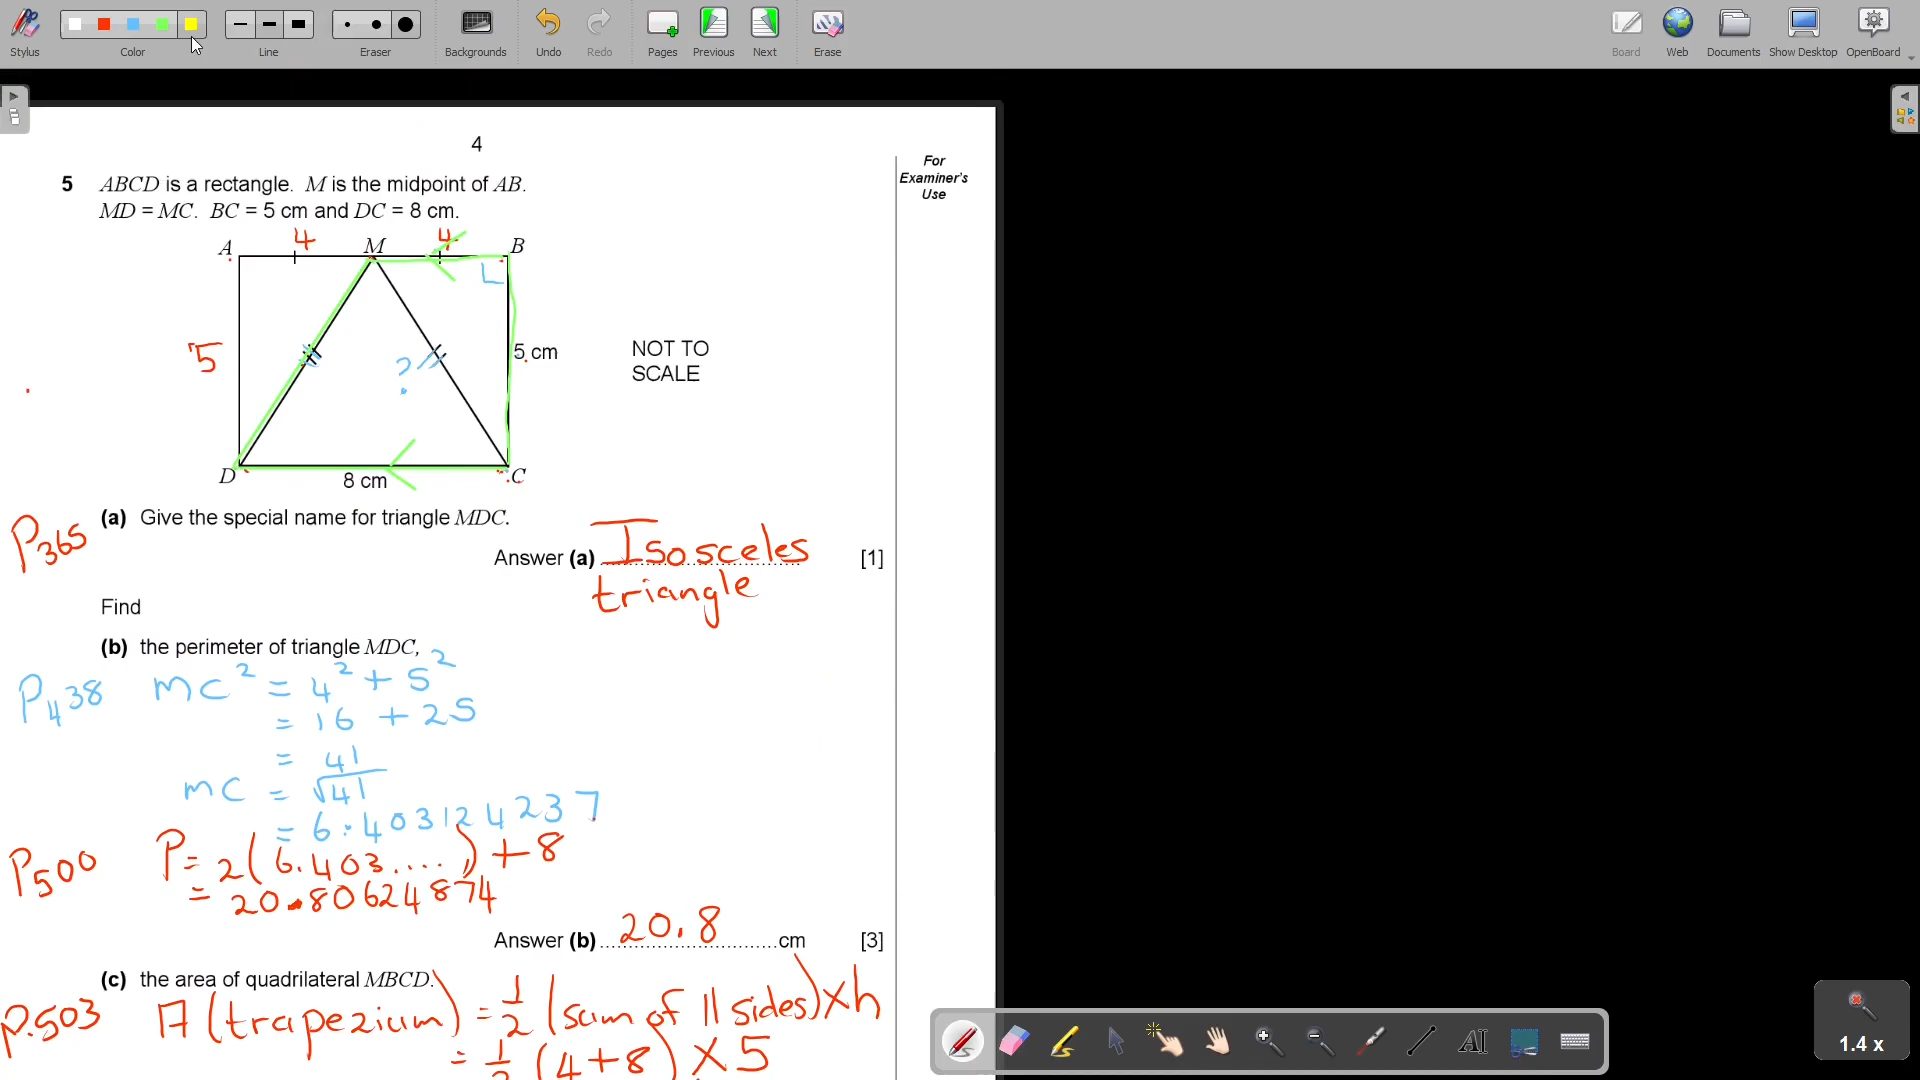 Stylus Color Line Eraser Backgrounds Undo Redo Pages Previous Next Erase Board Web Documents Show Desktop OpenBoard
4
For
Examiner's
Use
5 ABCD is a rectangle. M is the midpoint of AB.
MD = MC. BC = 5 cm and DC = 8 cm.
4 4
A M B
5 ? 5 cm
NOT TO
SCALE
D 8 cm C
(a) Give the special name for triangle MDC.
P365
Answer (a) Isosceles [1]
triangle
Find
(b) the perimeter of triangle MDC,
P438 mc² = 4² + 5²
= 16 + 25
= 41
mc = √41
= 6.403124237
P500 P = 2(6.403....) + 8
= 20.80624874
Answer (b) 20.8 cm [3]
(c) the area of quadrilateral MBCD.
P.503 A (trapezium) = 1/2 (sum of || sides) x h
= 1/2 (4+8) x 5
1.4 x